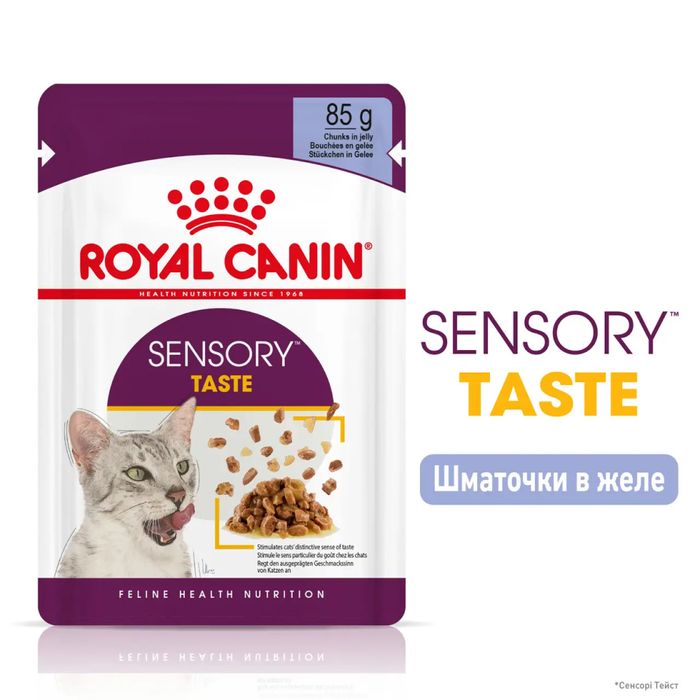 85 g
Chunks in jelly
Bouchées en gelée
Stückchen in Gelee
ROYAL CANIN®
HEALTH NUTRITION SINCE 1968
SENSORY™
TASTE
Stimulates cats' distinctive sense of taste
Stimule le sens particulier du goût chez les chats
Regt den ausgeprägten Geschmackssinn
von Katzen an
FELINE HEALTH NUTRITION
SENSORY™
TASTE
Шматочки в желе
*Сенсорі Тейст